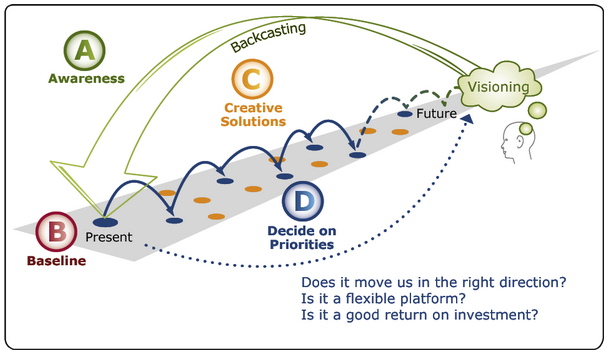 A
Awareness
Backcasting
C
Creative
Solutions
Visioning
Future
B
Baseline
Present
D
Decide on
Priorities
Does it move us in the right direction?
Is it a flexible platform?
Is it a good return on investment?